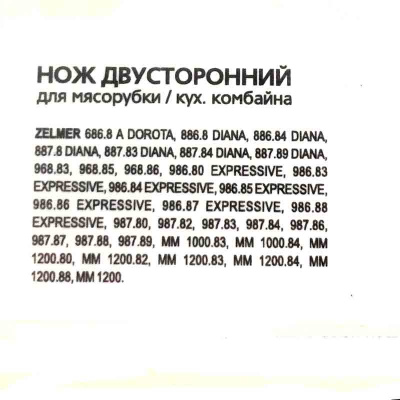 НОЖ ДВУСТОРОННИЙ
для мясорубки / кух. комбайна
ZELMER 686.8 A DOROTA, 886.8 DIANA, 886.84 DIANA,
887.8 DIANA, 887.83 DIANA, 887.84 DIANA, 887.89 DIANA,
968.83, 968.85, 968.86, 986.80 EXPRESSIVE, 986.83
EXPRESSIVE, 986.84 EXPRESSIVE, 986.85 EXPRESSIVE,
986.86 EXPRESSIVE, 986.87 EXPRESSIVE, 986.88
EXPRESSIVE, 987.80, 987.82, 987.83, 987.84, 987.86,
987.87, 987.88, 987.89, MM 1000.83, MM 1000.84, MM
1200.80, MM 1200.82, MM 1200.83, MM 1200.84, MM
1200.88, MM 1200.